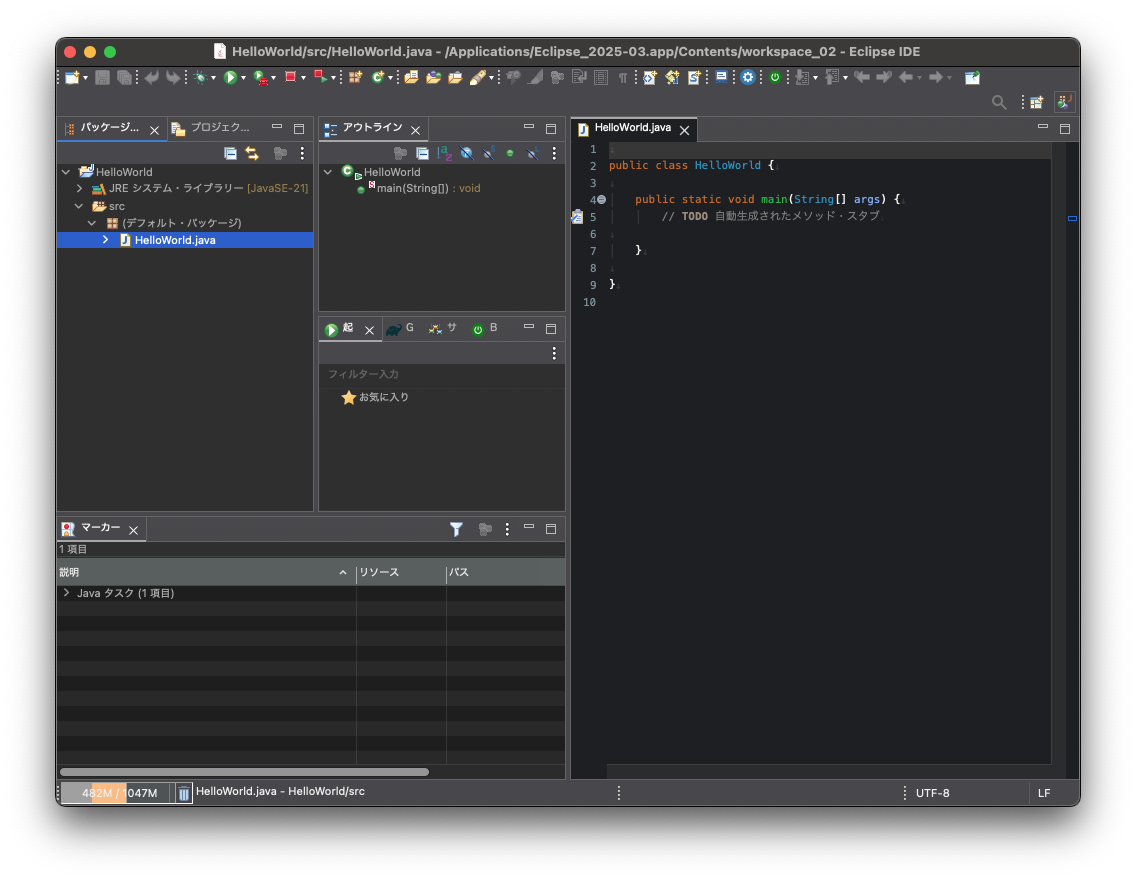 HelloWorld/src/HelloWorld.java - /Applications/Eclipse_2025-03.app/Contents/workspace_02 - Eclipse IDE
パッケージ...
プロジェク...
HelloWorld
JRE システム・ライブラリー [JavaSE-21]
src
(デフォルト・パッケージ)
HelloWorld.java
アウトライン
HelloWorld
main(String[]) : void
起
G
サ
B
フィルター入力
お気に入り
HelloWorld.java
1
2 public class HelloWorld {
3
4 public static void main(String[] args) {
5 // TODO 自動生成されたメソッド・スタブ
6
7 }
8
9 }
10
マーカー
1 項目
説明 リソース パス
Java タスク (1 項目)
482M / 1047M
HelloWorld.java - HelloWorld/src
UTF-8
LF